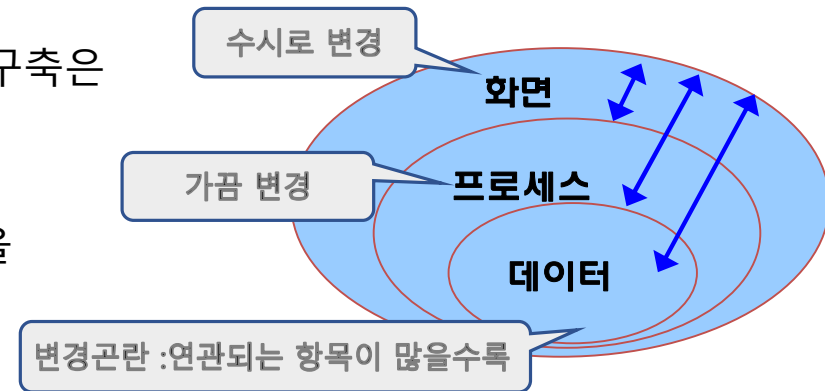 수시로 변경
구축은
화면
가끔 변경
프로세스
을
데이터
변경곤란 :연관되는 항목이 많을수록